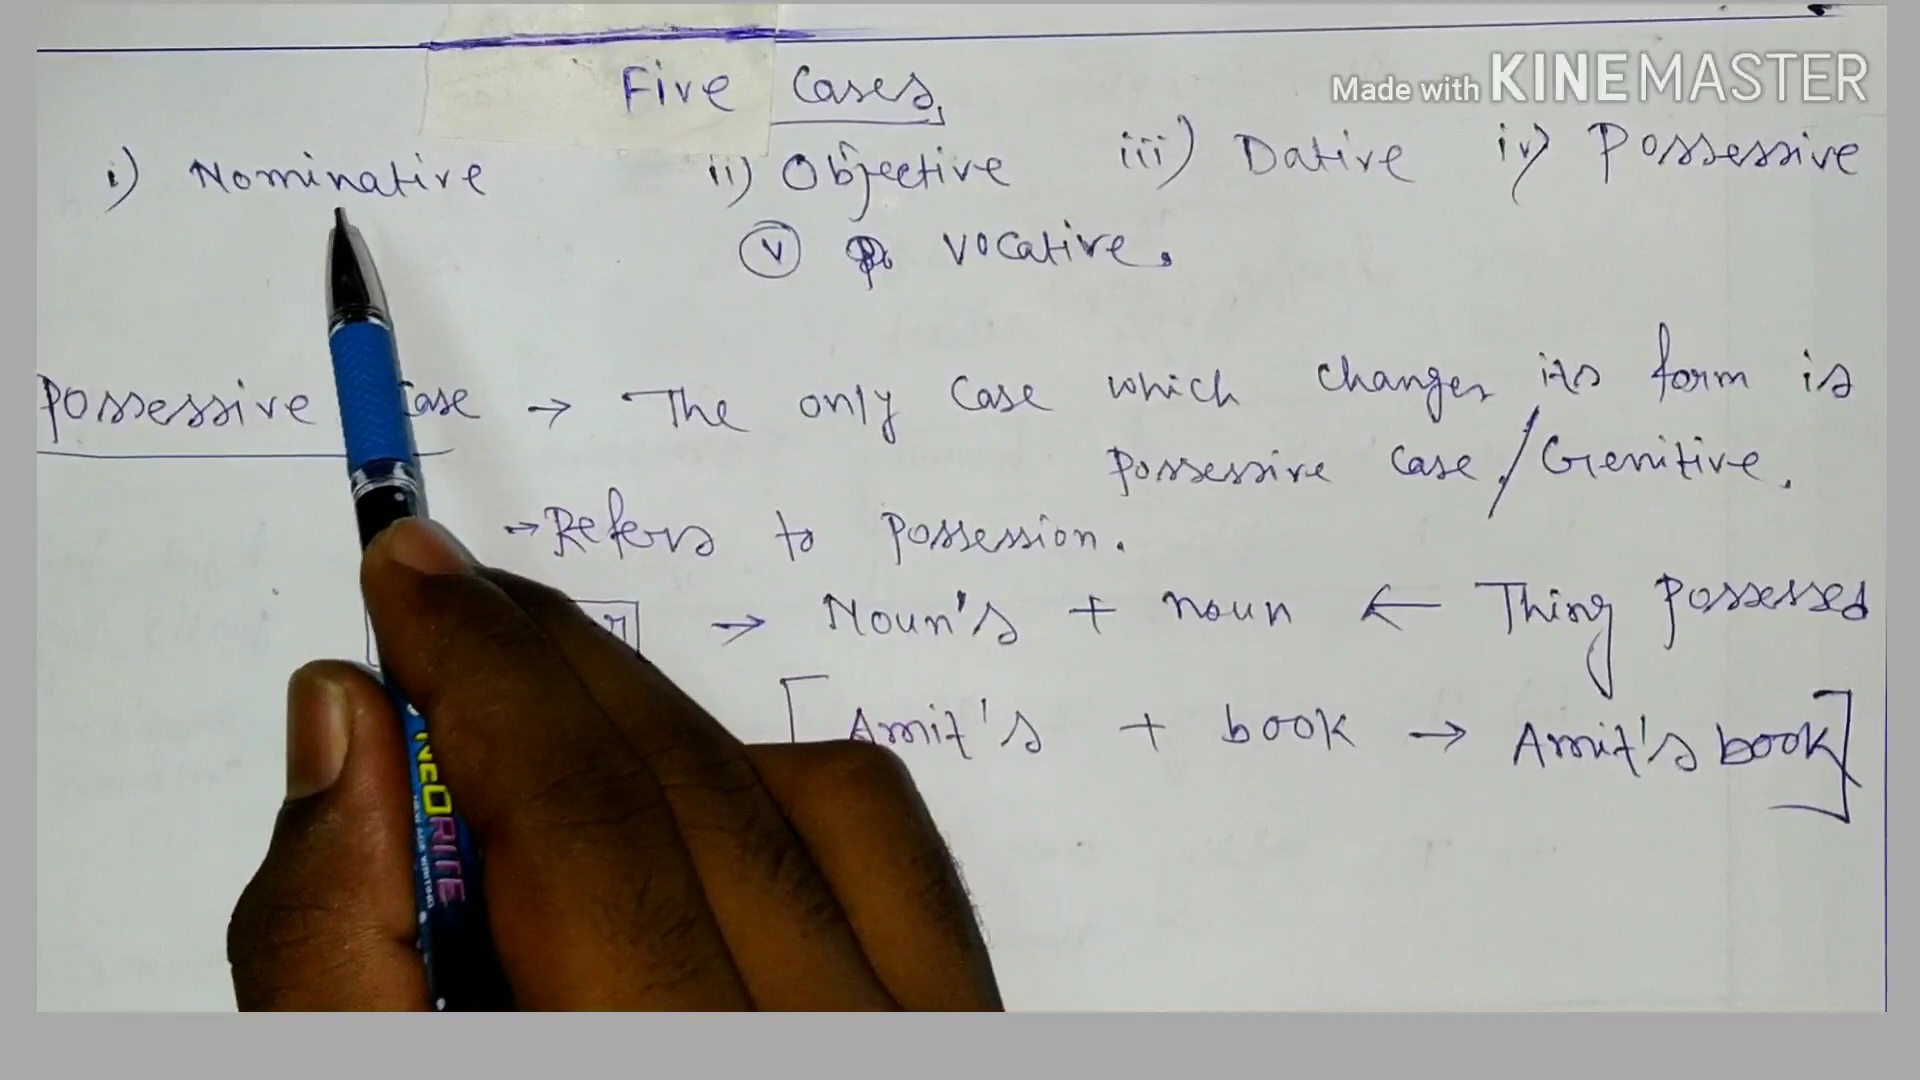 Five Cases,
Made with KINEMASTER
i) Nominative ii) Objective iii) Dative iv) Possessive
v vocative.
Possessive Case → The only case which changes its form is
possessive case / Genitive.
→ Refers to possession.
→ Noun's + noun ← Thing possessed
[Amit's + book → Amit's book]
NEORITE